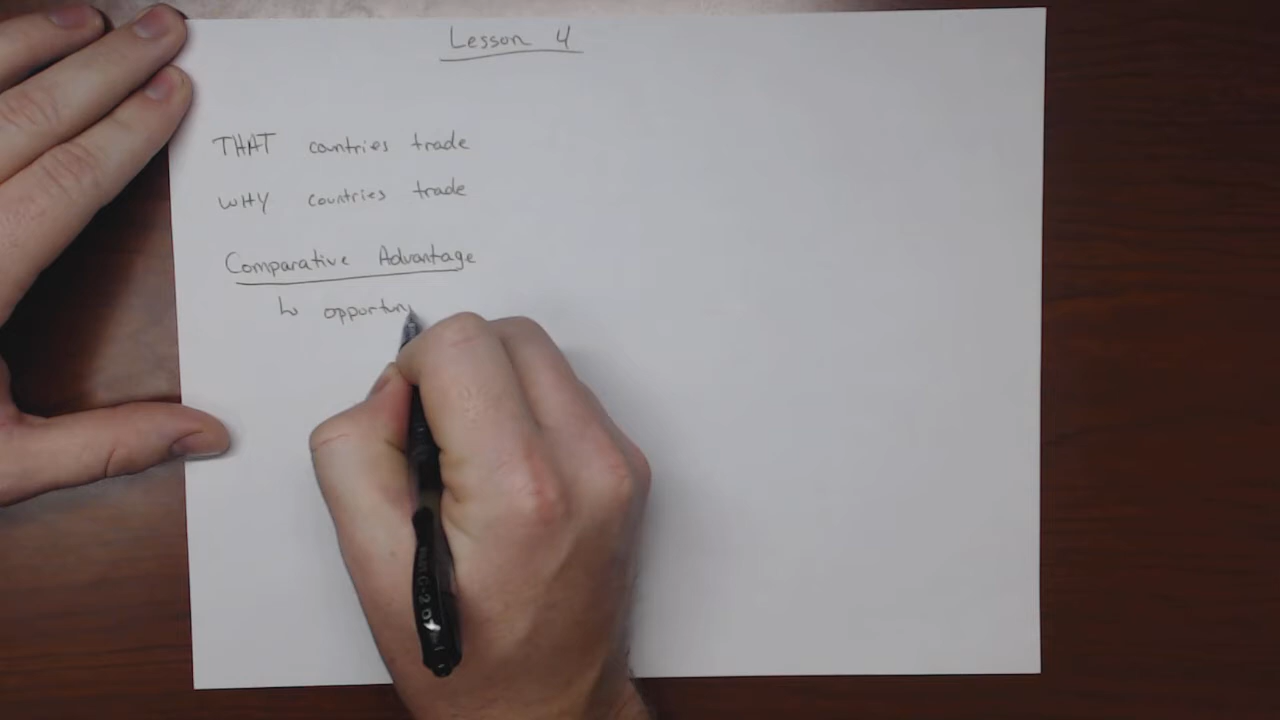 Lesson 4
THAT countries trade
WHY countries trade
Comparative Advantage
↳ opportun